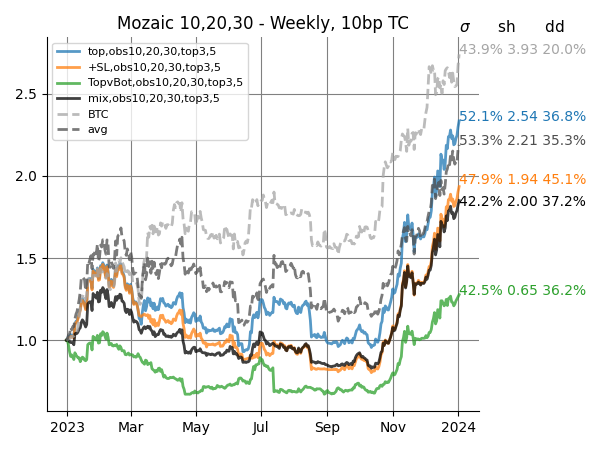 Mozaic 10,20,30 - Weekly, 10bp TC
σ sh dd
top,obs10,20,30,top3,5
+SL,obs10,20,30,top3,5
TopvBot,obs10,20,30,top3,5
mix,obs10,20,30,top3,5
BTC
avg
43.9% 3.93 20.0%
52.1% 2.54 36.8%
53.3% 2.21 35.3%
47.9% 1.94 45.1%
42.2% 2.00 37.2%
42.5% 0.65 36.2%
2.5
2.0
1.5
1.0
2023 Mar May Jul Sep Nov 2024